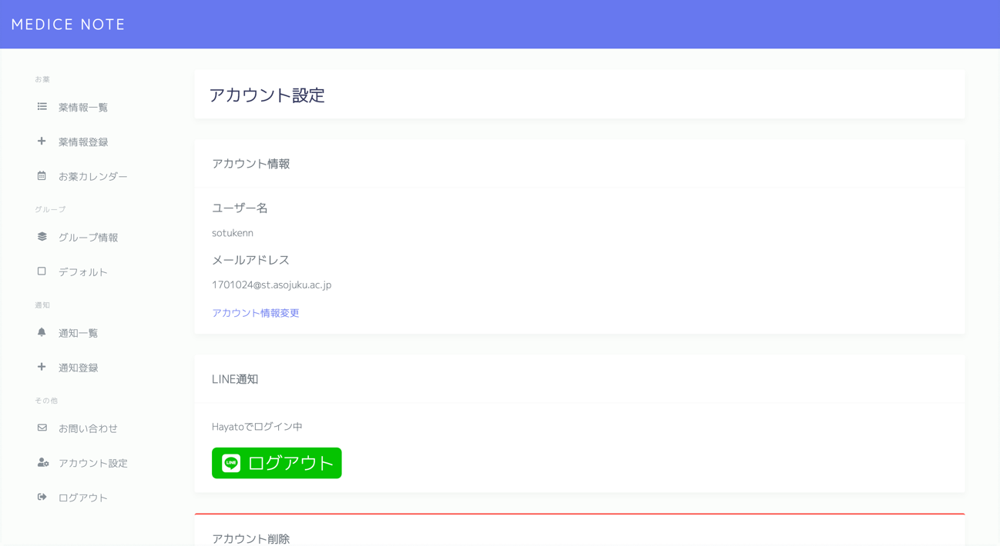 MEDICE NOTE
お薬
薬情報一覧
薬情報登録
お薬カレンダー
グループ
グループ情報
デフォルト
通知
通知一覧
通知登録
その他
お問い合わせ
アカウント設定
ログアウト
アカウント設定
アカウント情報
ユーザー名
sotukenn
メールアドレス
1701024@st.asojuku.ac.jp
アカウント情報変更
LINE通知
Hayatoでログイン中
LINE ログアウト
アカウント削除